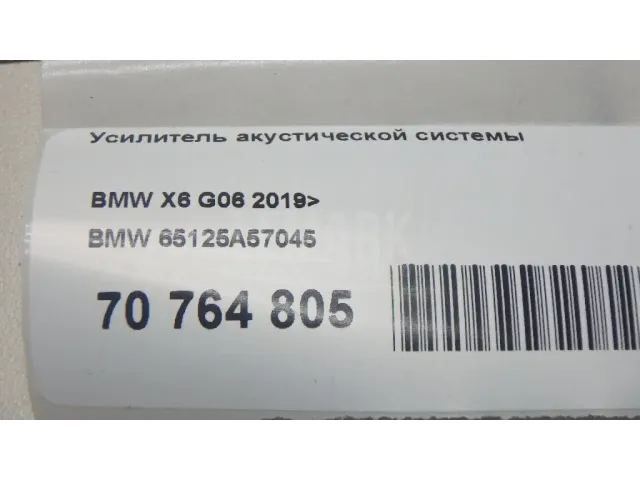 Усилитель акустической системы
BMW X6 G06 2019>
BMW 65125A57045
70 764 805